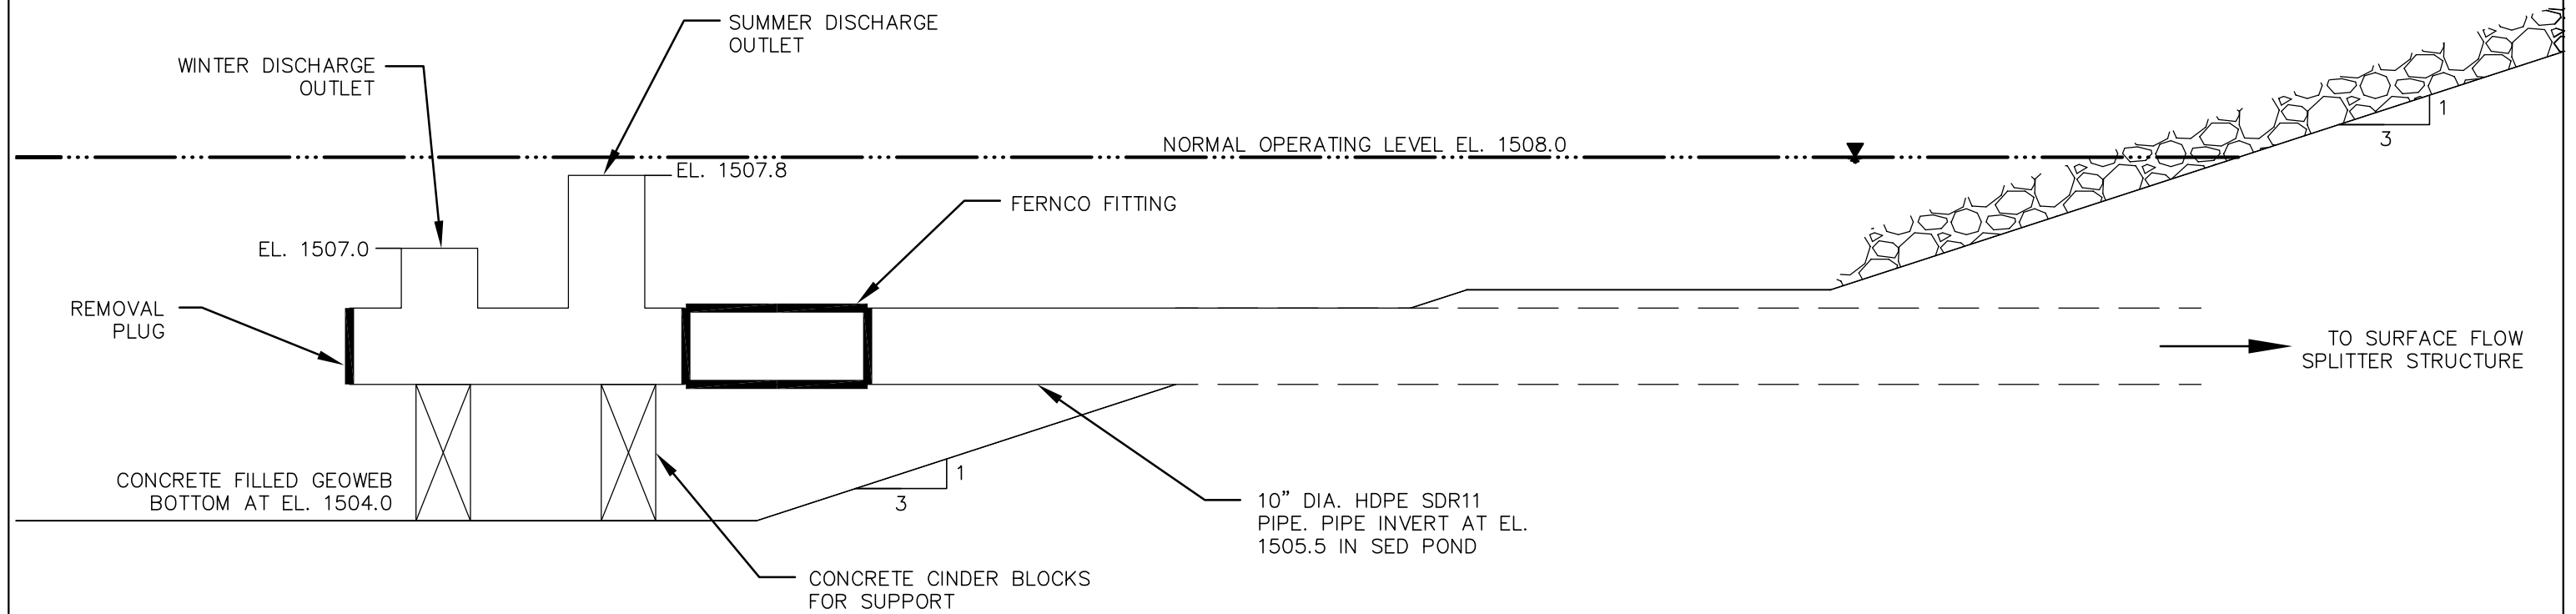 SUMMER DISCHARGE
OUTLET
WINTER DISCHARGE
OUTLET
NORMAL OPERATING LEVEL EL. 1508.0
1
3
EL. 1507.8
FERNCO FITTING
EL. 1507.0
REMOVAL
PLUG
TO SURFACE FLOW
SPLITTER STRUCTURE
CONCRETE FILLED GEOWEB
BOTTOM AT EL. 1504.0
1
3
10” DIA. HDPE SDR11
PIPE. PIPE INVERT AT EL.
1505.5 IN SED POND
CONCRETE CINDER BLOCKS
FOR SUPPORT